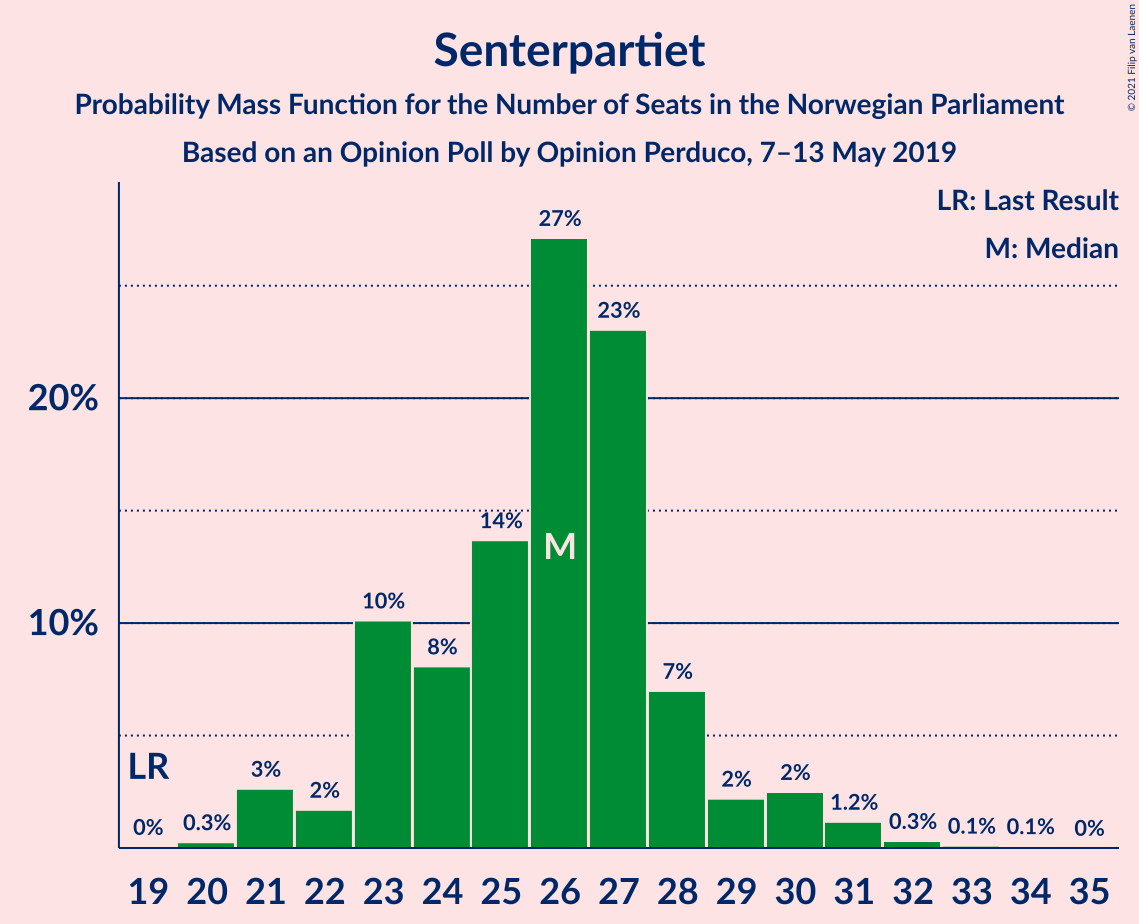 Senterpartiet
Probability Mass Function for the Number of Seats in the Norwegian Parliament
Based on an Opinion Poll by Opinion Perduco, 7–13 May 2019
© 2021 Filip van Laenen
LR: Last Result
M: Median
20%
10%
LR
0%
0.3%
3%
2%
10%
8%
14%
27%
M
23%
7%
2%
2%
1.2%
0.3%
0.1%
0.1%
0%
19 20 21 22 23 24 25 26 27 28 29 30 31 32 33 34 35